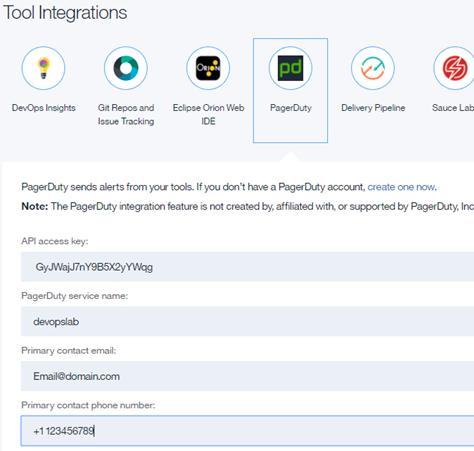 Tool Integrations
DevOps Insights
Git Repos and
Issue Tracking
ORION
Eclipse Orion Web
IDE
pd
PagerDuty
Delivery Pipeline
Sauce Lab
PagerDuty sends alerts from your tools. If you don't have a PagerDuty account, create one now.
Note: The PagerDuty integration feature is not created by, affiliated with, or supported by PagerDuty, Inc
API access key:
GyJWajJ7nY9B5X2yYWqg
PagerDuty service name:
devopslab
Primary contact email:
Email@domain.com
Primary contact phone number:
+1123456789